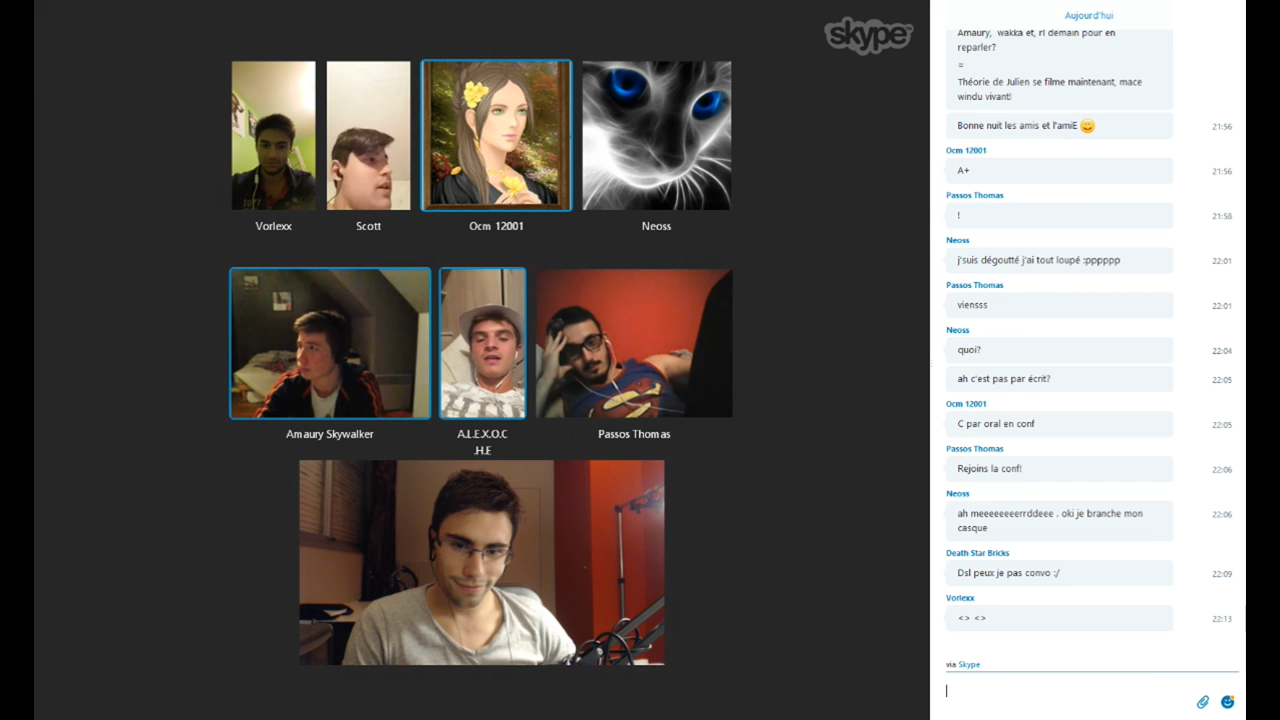 skype
Vorlexx
Scott
Ocm 12001
Neoss
Amaury Skywalker
A.L.E.X.O.C
.H.E
Passos Thomas
Aujourd'hui
Amaury, wakka et, rl demain pour en
reparler?
=
Théorie de Julien se filme maintenant, mace
windu vivant!
Bonne nuit les amis et l'amiE
21:56
Ocm 12001
A+
21:56
Passos Thomas
!
21:58
Neoss
j'suis dégoutté j'ai tout loupé :pppppp
22:01
Passos Thomas
viensss
22:01
Neoss
quoi?
22:04
ah c'est pas par écrit?
22:05
Ocm 12001
C par oral en conf
22:05
Passos Thomas
Rejoins la conf!
22:06
Neoss
ah meeeeeeeerrddeee . oki je branche mon
casque
22:06
Death Star Bricks
Dsl peux je pas convo :/
22:09
Vorlexx
<> <>
22:13
via Skype